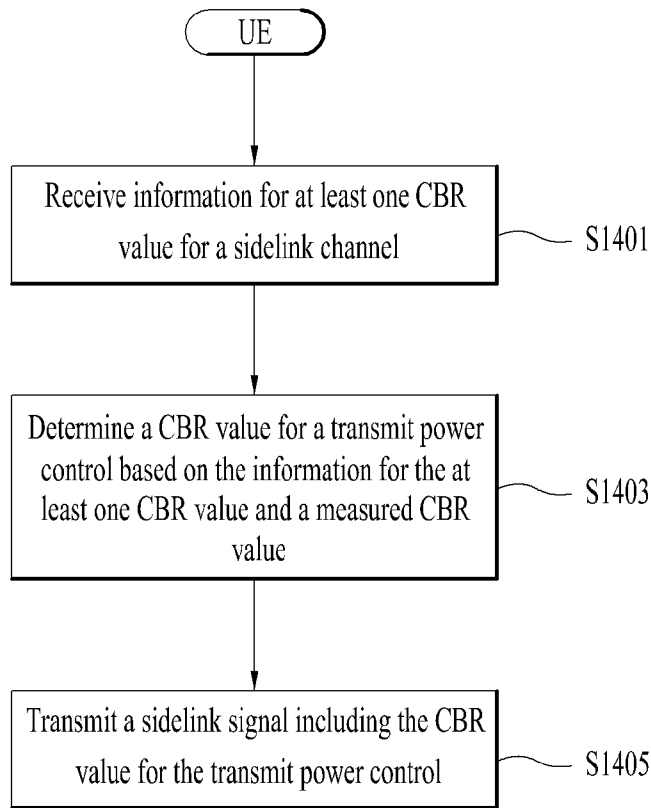 UE
Receive information for at least one CBR
value for a sidelink channel
S1401
Determine a CBR value for a transmit power
control based on the information for the at
least one CBR value and a measured CBR
value
S1403
Transmit a sidelink signal including the CBR
value for the transmit power control.
S1405